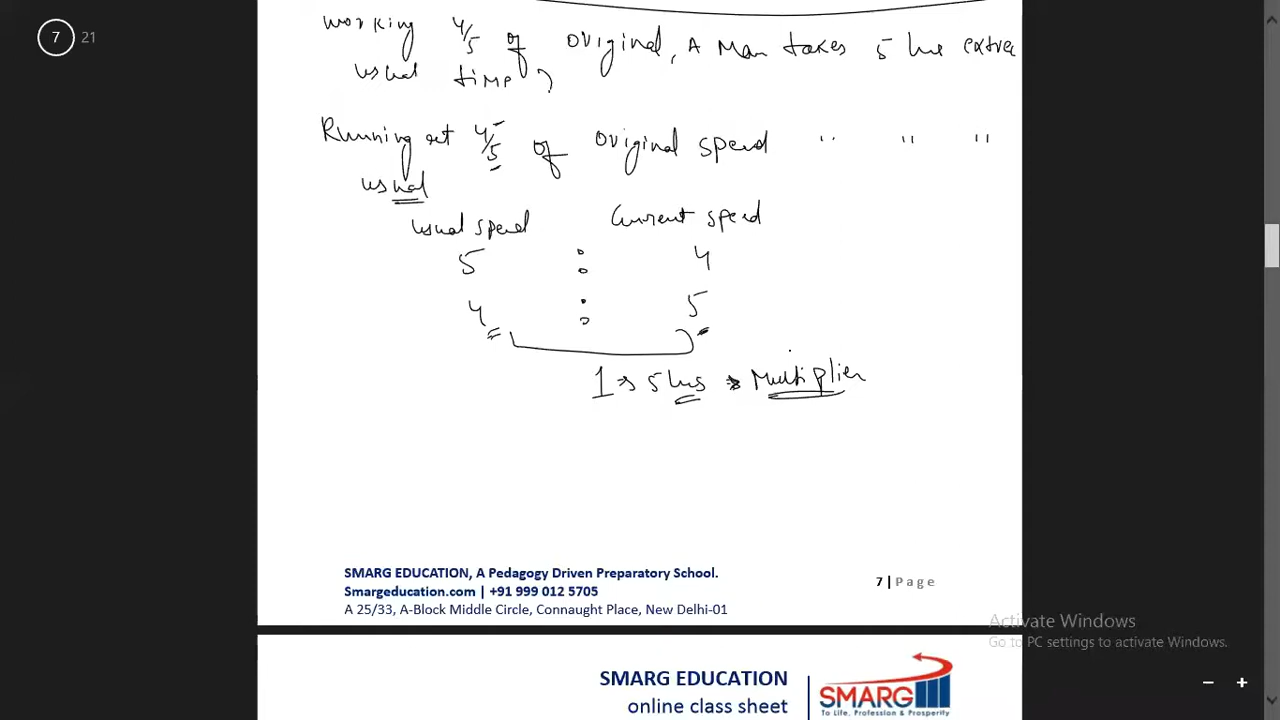 7 21
working 4/5 of original, A Man takes 5 hrs extra
usual time?
Running at 4/5 of original speed " " "
usual
usual speed Current speed
5 : 4
4 : 5
1 → 5 hrs → Multiplier
SMARG EDUCATION, A Pedagogy Driven Preparatory School.
Smargeducation.com | +91 999 012 5705
A 25/33, A-Block Middle Circle, Connaught Place, New Delhi-01
7 | Page
Activate Windows
Go to PC settings to activate Windows.
SMARG EDUCATION
online class sheet
SMARG
To Life, Profession & Prosperity